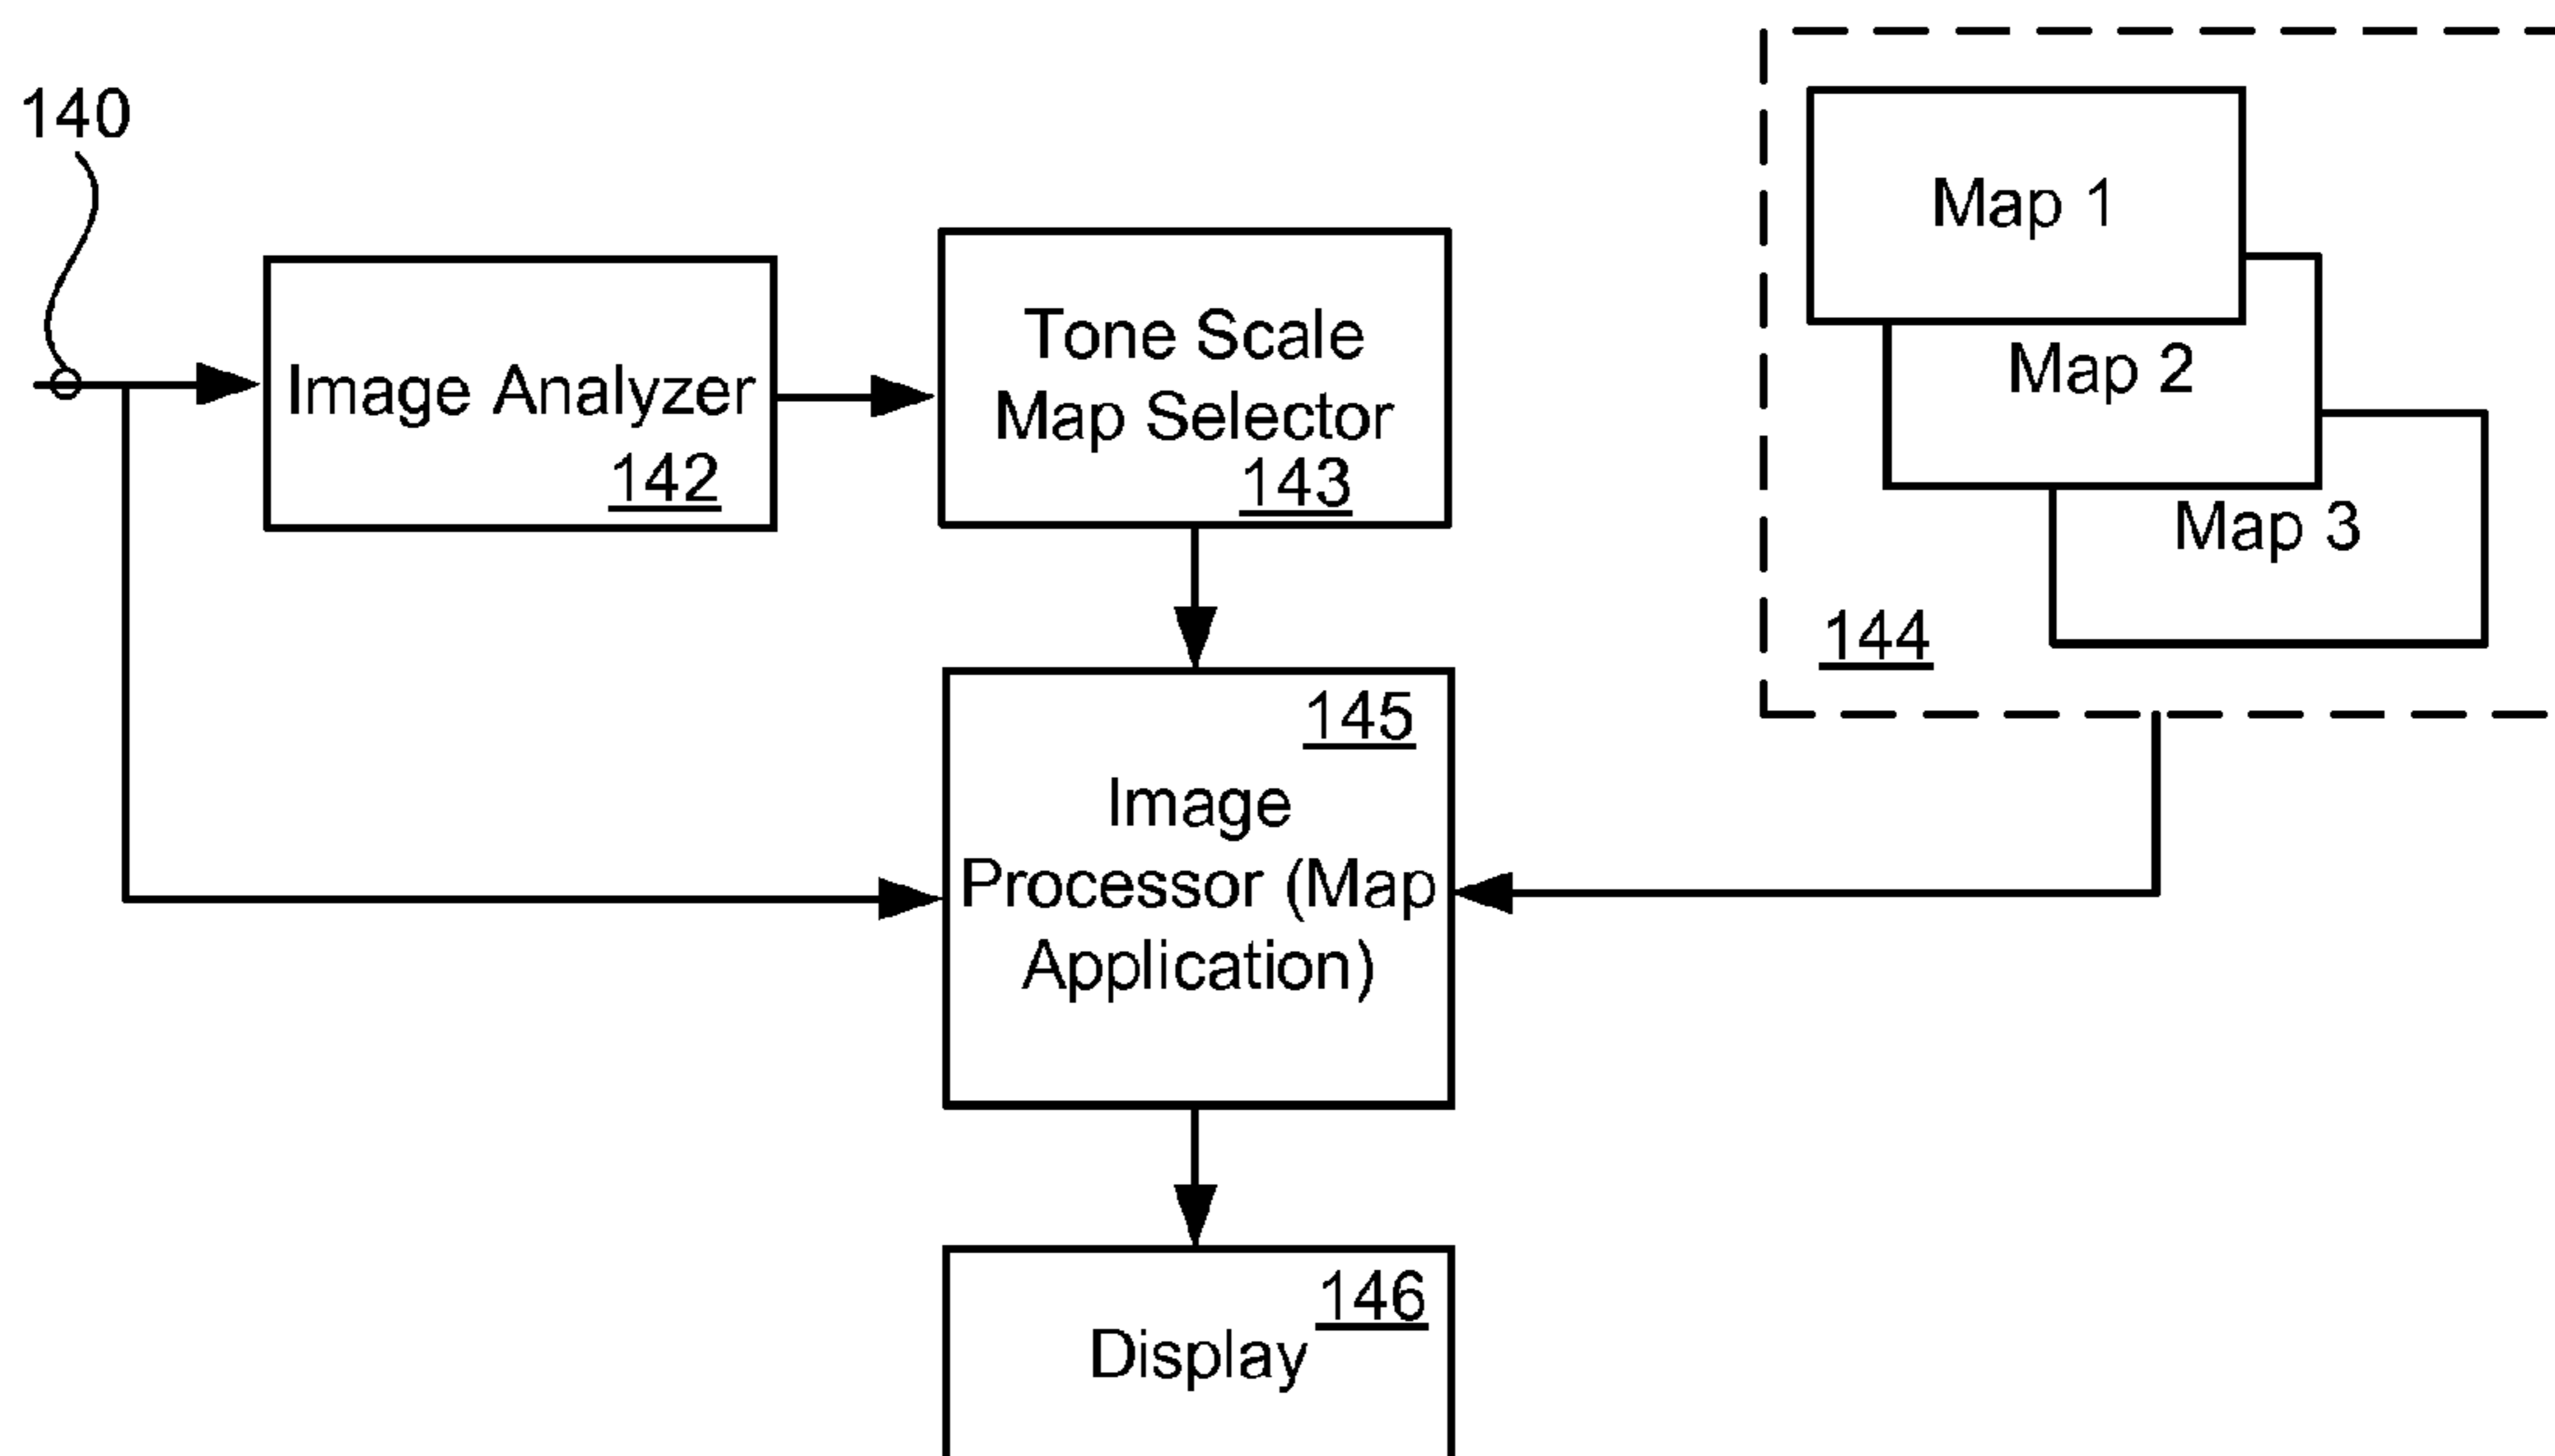 140
Image Analyzer
142
Tone Scale
Map Selector
143
Map 1
Map 2
Map 3
144
145
Image
Processor (Map
Application)
146
Display